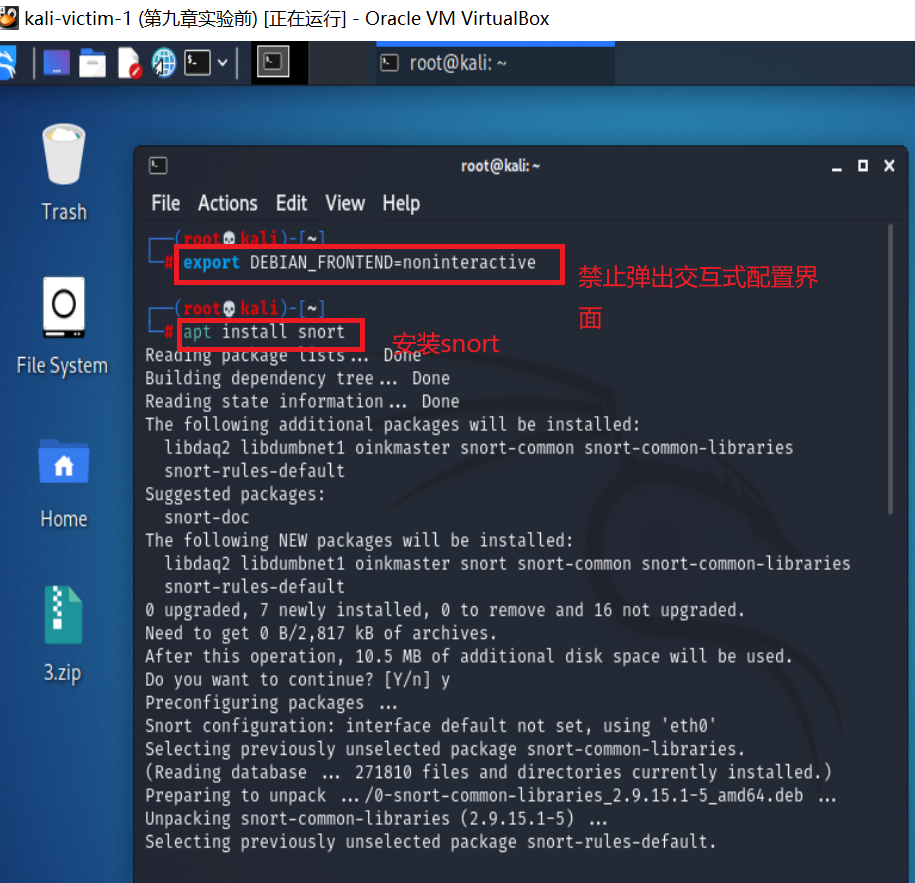 kali-victim-1 (第九章实验前) [正在运行] - Oracle VM VirtualBox
root@kali: ~
Trash
File System
Home
3.zip
root@kali: ~
File Actions Edit View Help
┌──(root💀kali)-[~]
└─# export DEBIAN_FRONTEND=noninteractive
禁止弹出交互式配置界
面
┌──(root💀kali)-[~]
└─# apt install snort
安装snort
Reading package lists... Done
Building dependency tree... Done
Reading state information... Done
The following additional packages will be installed:
libdaq2 libdumbnet1 oinkmaster snort-common snort-common-libraries
snort-rules-default
Suggested packages:
snort-doc
The following NEW packages will be installed:
libdaq2 libdumbnet1 oinkmaster snort snort-common snort-common-libraries
snort-rules-default
0 upgraded, 7 newly installed, 0 to remove and 16 not upgraded.
Need to get 0 B/2,817 kB of archives.
After this operation, 10.5 MB of additional disk space will be used.
Do you want to continue? [Y/n] y
Preconfiguring packages ...
Snort configuration: interface default not set, using 'eth0'
Selecting previously unselected package snort-common-libraries.
(Reading database ... 271810 files and directories currently installed.)
Preparing to unpack .../0-snort-common-libraries_2.9.15.1-5_amd64.deb ...
Unpacking snort-common-libraries (2.9.15.1-5) ...
Selecting previously unselected package snort-rules-default.